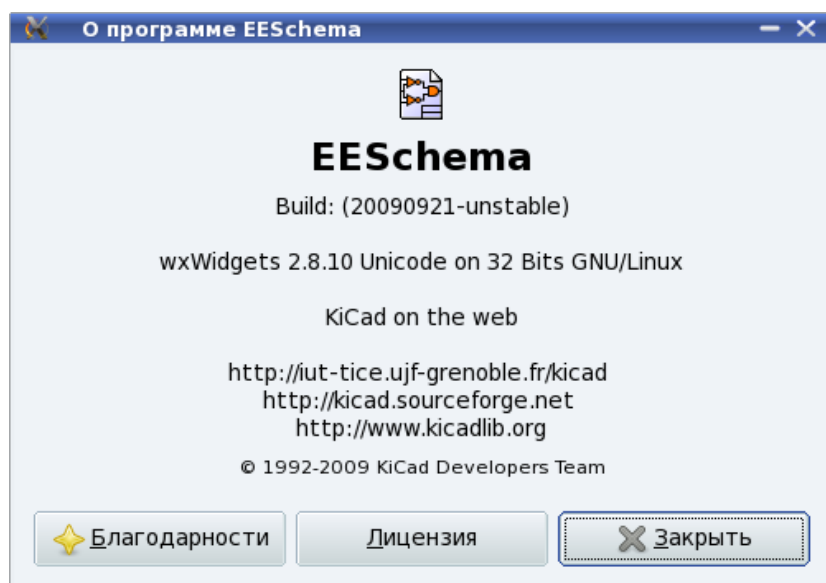 О программе EESchema
EESchema
Build: (20090921-unstable)
wxWidgets 2.8.10 Unicode on 32 Bits GNU/Linux
KiCad on the web
http://iut-tice.ujf-grenoble.fr/kicad
http://kicad.sourceforge.net
http://www.kicadlib.org
© 1992-2009 KiCad Developers Team
Благодарности Лицензия Закрыть